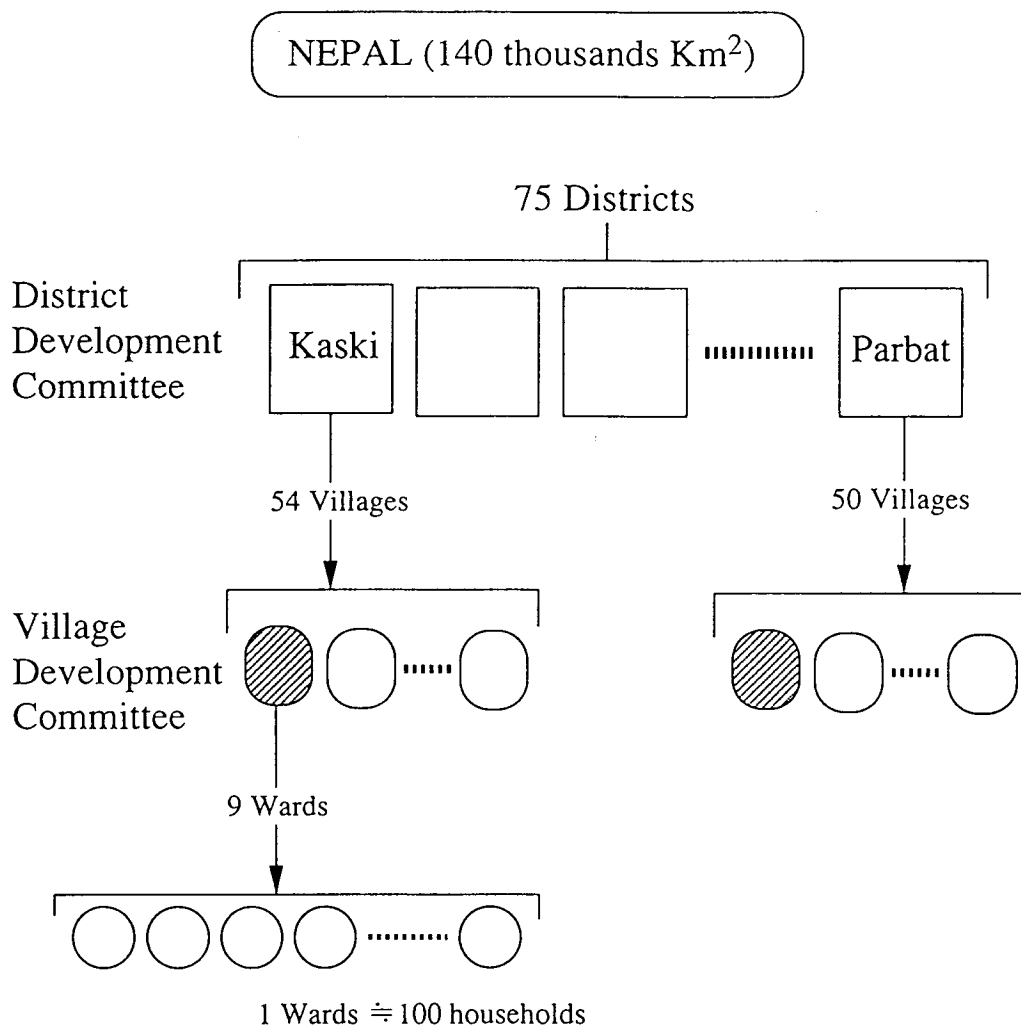 NEPAL (140 thousands Km²)
75 Districts
District
Development
Committee
Kaski
Parbat
54 Villages
50 Villages
Village
Development
Committee
9 Wards
1 Wards ≒ 100 households